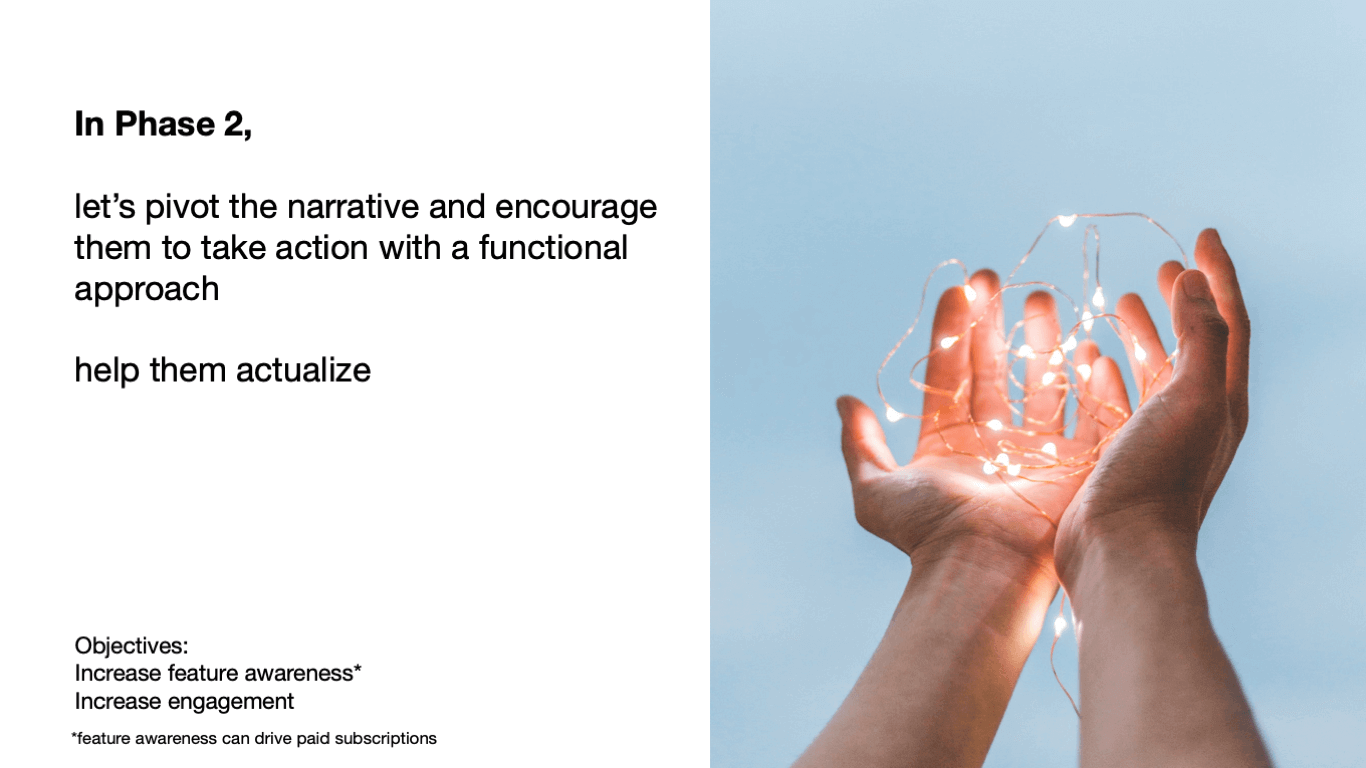 In Phase 2,
let’s pivot the narrative and encourage
them to take action with a functional
approach
help them actualize
Objectives:
Increase feature awareness*
Increase engagement
*feature awareness can drive paid subscriptions